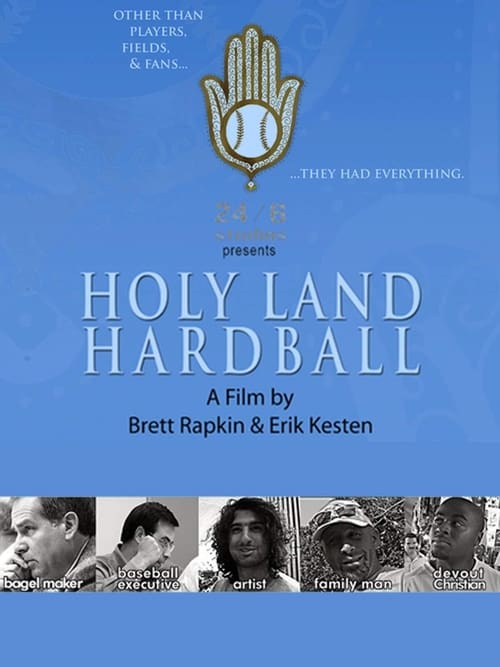 OTHER THAN
PLAYERS,
FIELDS,
& FANS...
...THEY HAD EVERYTHING.
24/6
presents
HOLY LAND
HARDBALL
A Film by
Brett Rapkin & Erik Kesten
bagel maker
baseball
executive
artist
family man
devout
Christian